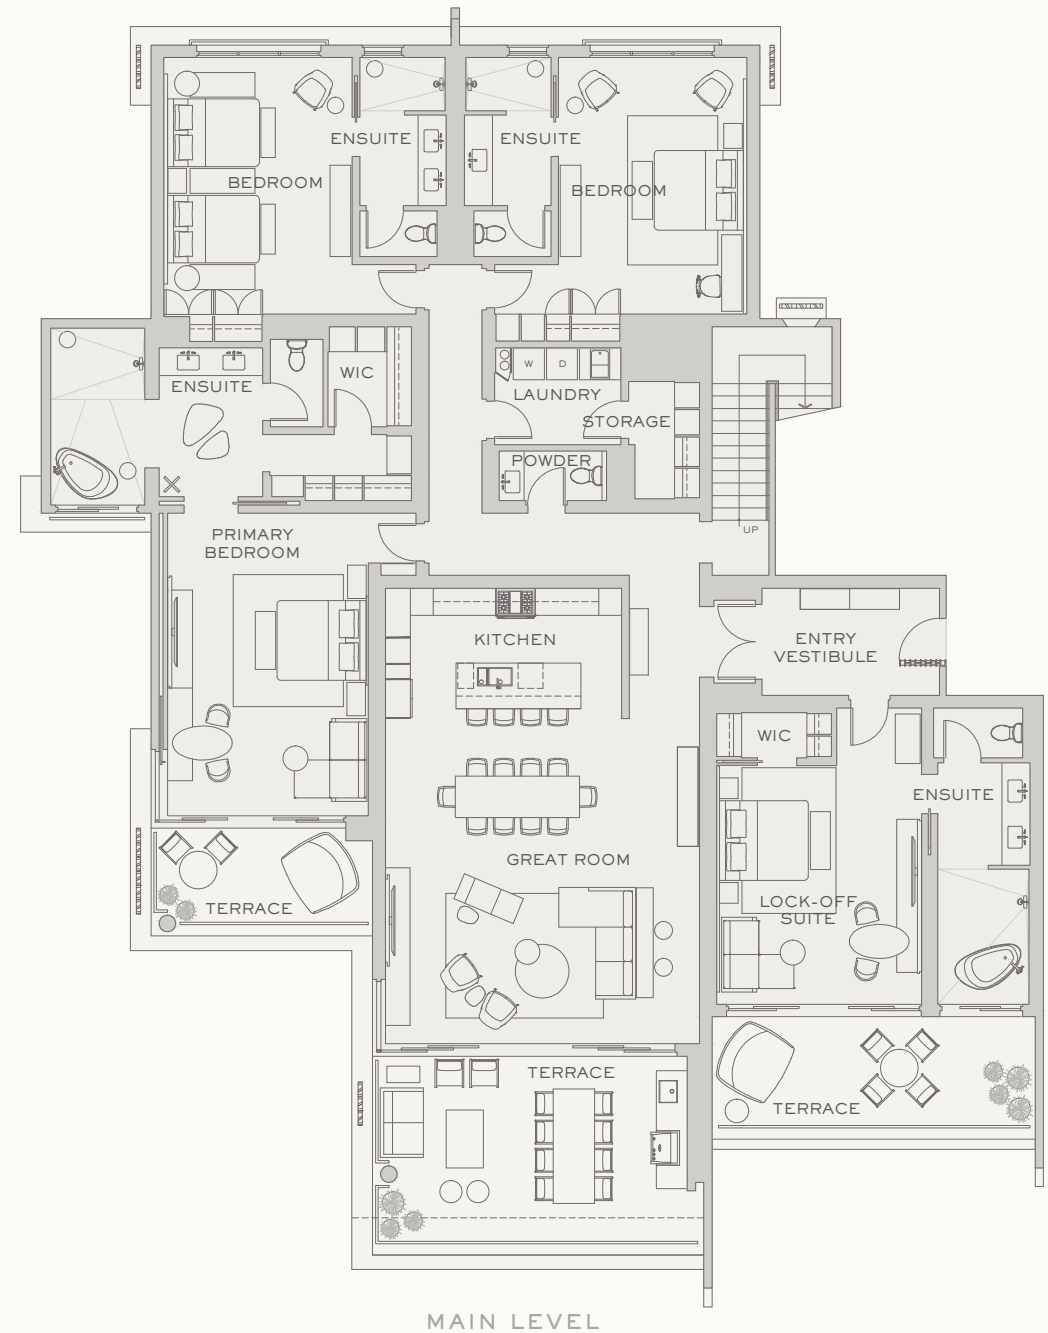 ENSUITE
ENSUITE
BEDROOM
BEDROOM
W
D
WIC
ENSUITE
LAUNDRY
STORAGE
POWDER
UP
PRIMARY
BEDROOM
KITCHEN
ENTRY
VESTIBULE
WIC
ENSUITE
GREAT ROOM
LOCK-OFF
SUITE
TERRACE
TERRACE
TERRACE
MAIN LEVEL